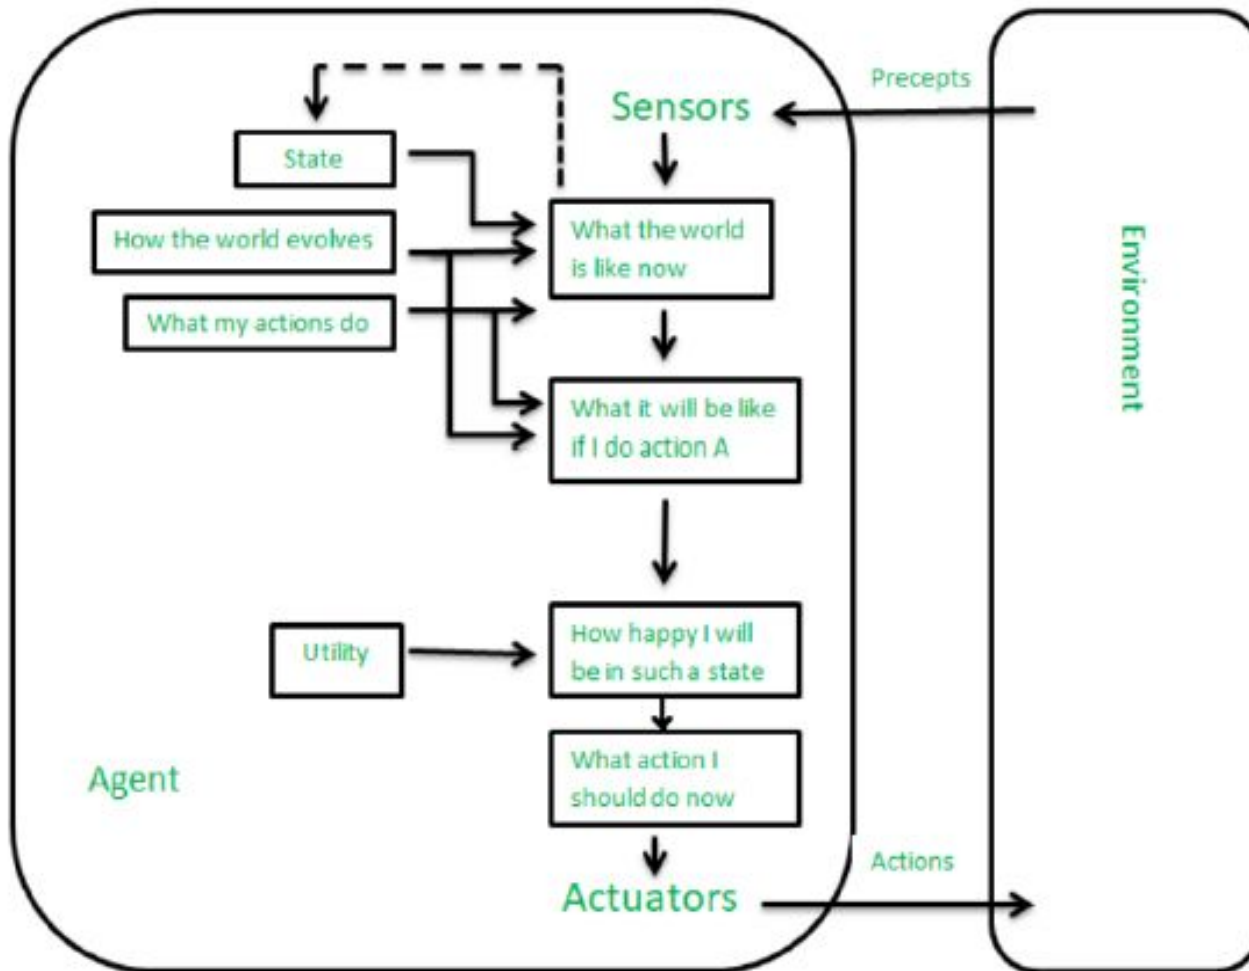 Precepts
Sensors
State
How the world evolves
What the world
is like now
What my actions do
What it will be like
if I do action A
Environment
Utility
How happy I will
be in such a state
What action I
should do now
Agent
Actions
Actuators